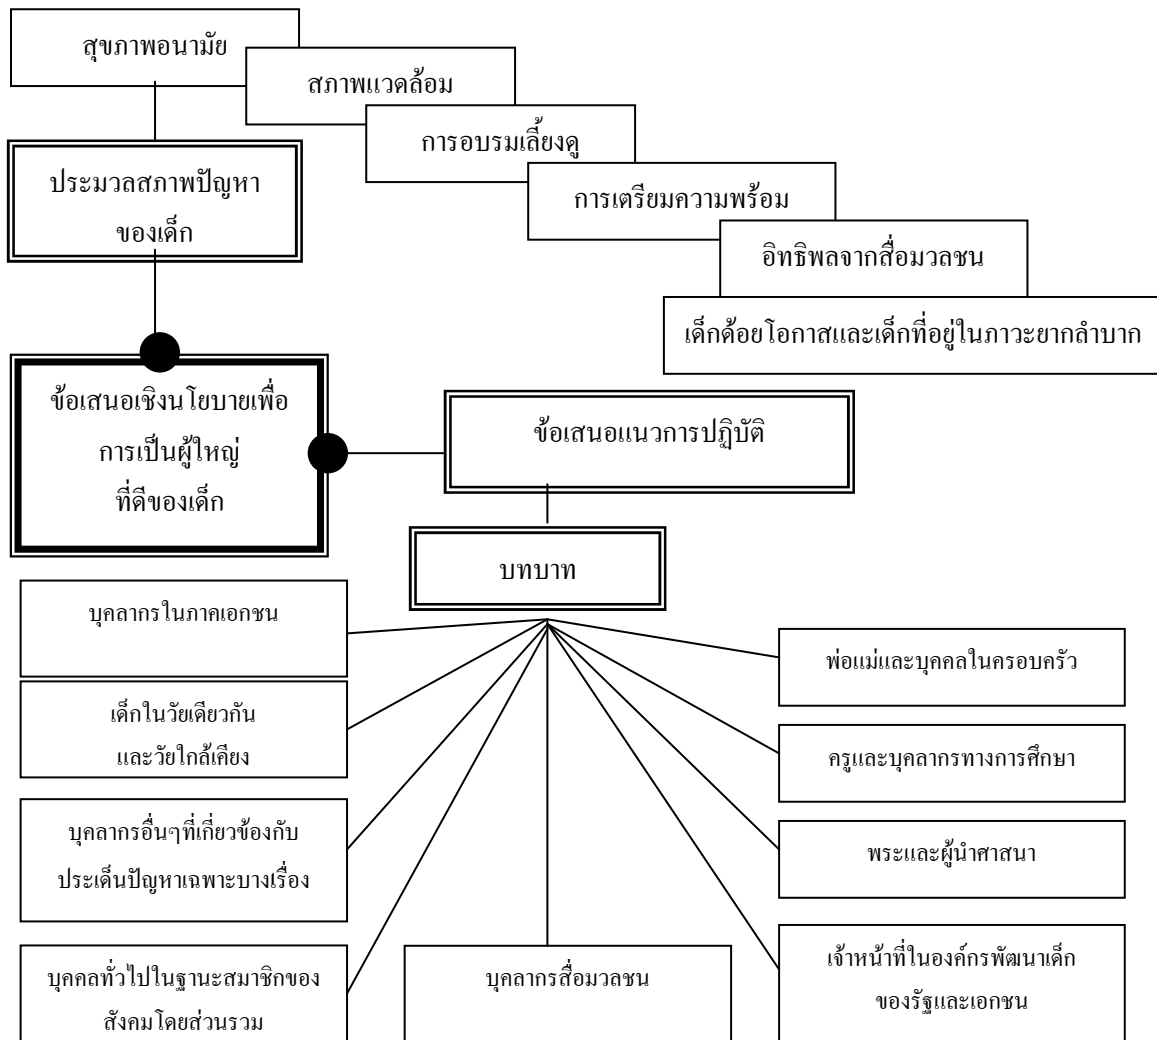 สุขภาพอนามัย
สภาพแวดล้อม
การอบรมเลี้ยงดู
การเตรียมความพร้อม
อิทธิพลจากสื่อมวลชน
เด็กด้อยโอกาสและเด็กที่อยู่ในภาวะยากลำบาก
ประมวลสภาพปัญหา
ของเด็ก
ข้อเสนอเชิงนโยบายเพื่อ
การเป็นผู้ใหญ่
ที่ดีของเด็ก
ข้อเสนอแนวการปฏิบัติ
บทบาท
บุคลากรในภาคเอกชน
เด็กในวัยเดียวกัน
และวัยใกล้เคียง
บุคลากรอื่นๆที่เกี่ยวข้องกับ
ประเด็นปัญหาเฉพาะบางเรื่อง
บุคคลทั่วไปในฐานะสมาชิกของ
สังคมโดยส่วนรวม
บุคลากรสื่อมวลชน
พ่อแม่และบุคคลในครอบครัว
ครูและบุคลากรทางการศึกษา
พระและผู้นำศาสนา
เจ้าหน้าที่ในองค์กรพัฒนาเด็ก
ของรัฐและเอกชน